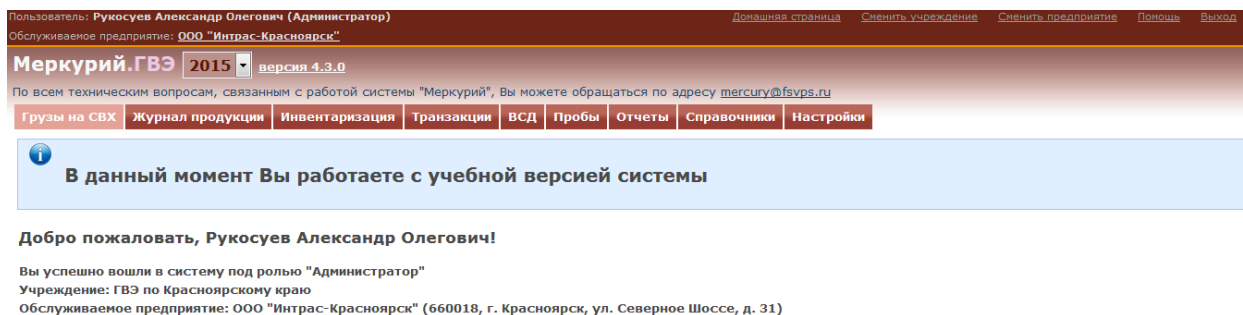 Пользователь: Рукосуев Александр Олегович (Администратор) Домашняя страница Сменить учреждение Сменить предприятие Помощь Выход
Обслуживаемое предприятие: ООО "Интрас-Красноярск"
Меркурий.ГВЭ 2015 версия 4.3.0
По всем техническим вопросам, связанным с работой системы "Меркурий", Вы можете обращаться по адресу mercury@fsvps.ru
Грузы на СВХ Журнал продукции Инвентаризация Транзакции ВСД Пробы Отчеты Справочники Настройки
В данный момент Вы работаете с учебной версией системы
Добро пожаловать, Рукосуев Александр Олегович!
Вы успешно вошли в систему под ролью "Администратор"
Учреждение: ГВЭ по Красноярскому краю
Обслуживаемое предприятие: ООО "Интрас-Красноярск" (660018, г. Красноярск, ул. Северное Шоссе, д. 31)